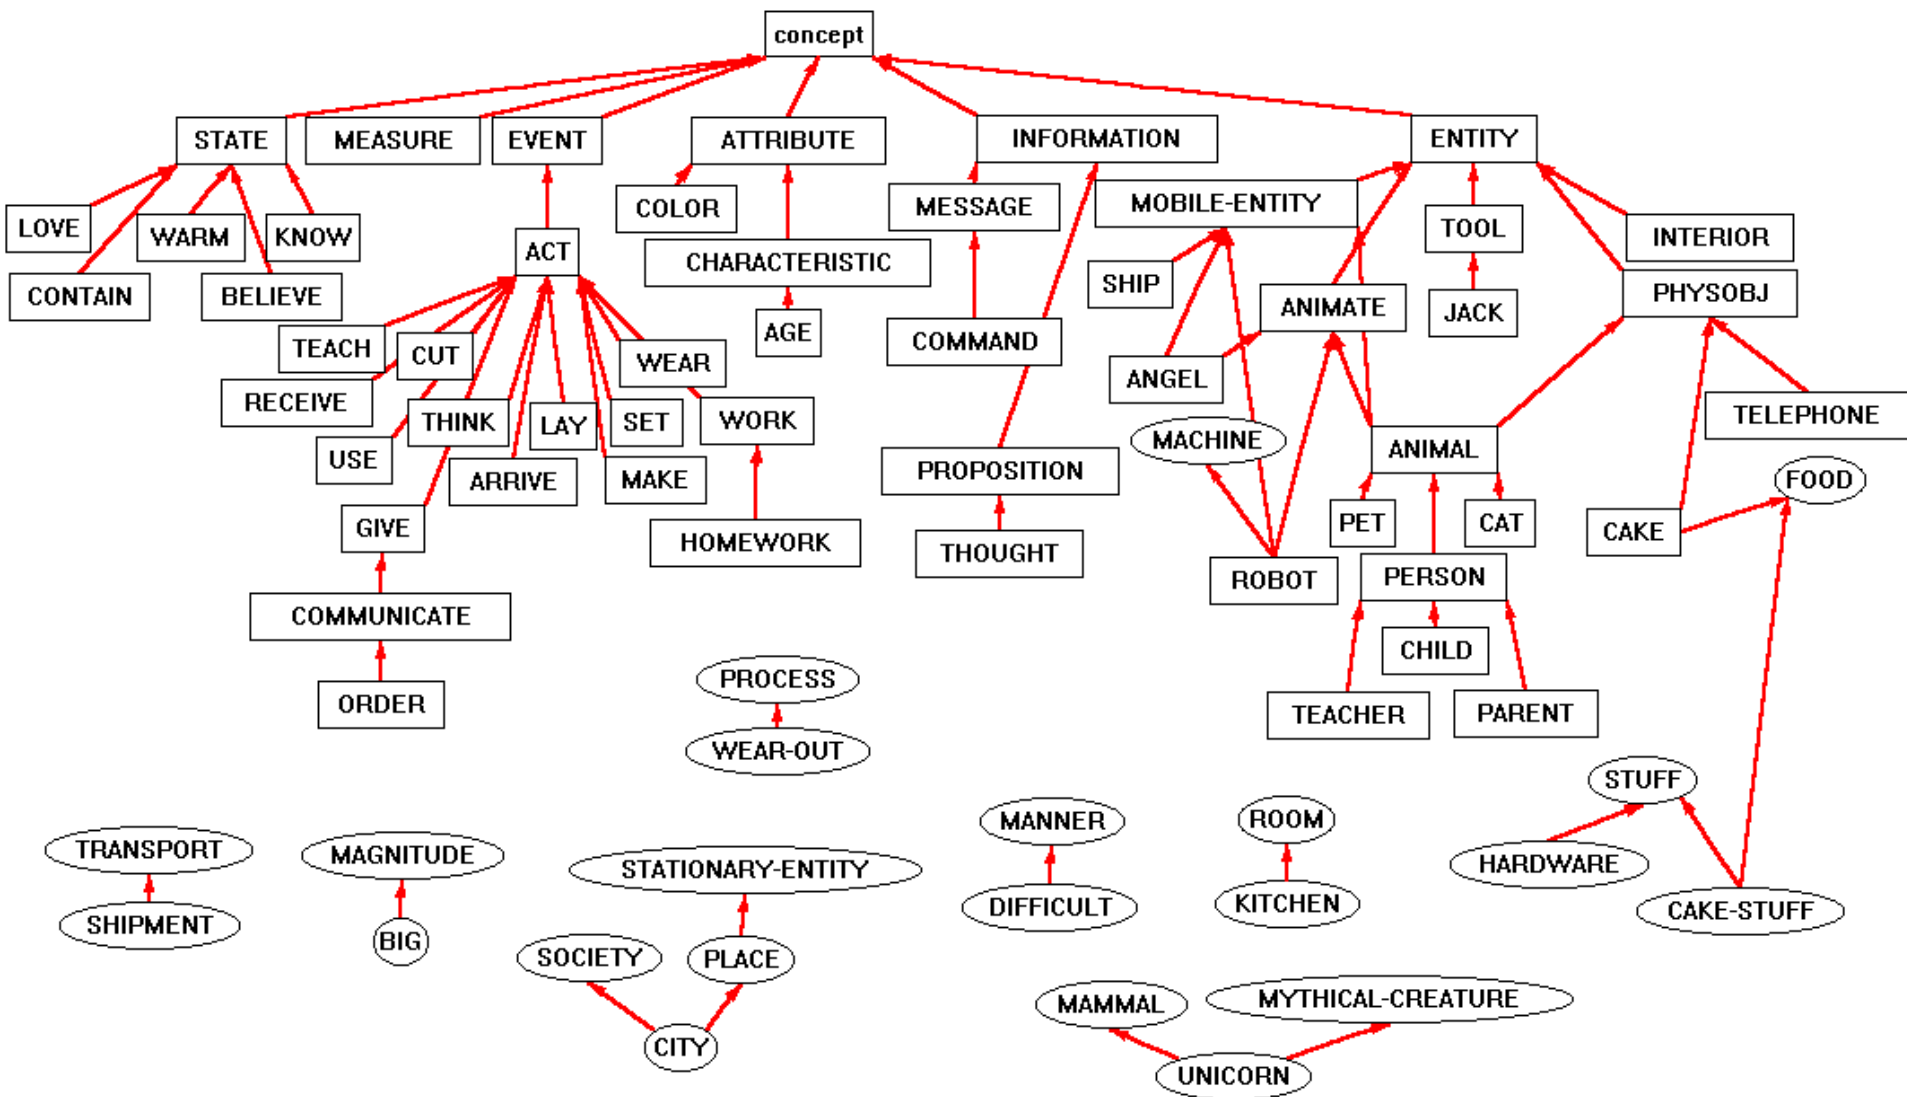 concept
STATE
MEASURE
EVENT
ATTRIBUTE
INFORMATION
ENTITY
LOVE
WARM
KNOW
COLOR
MESSAGE
MOBILE-ENTITY
TOOL
INTERIOR
CONTAIN
BELIEVE
ACT
CHARACTERISTIC
SHIP
ANIMATE
JACK
PHYSOBJ
TEACH
CUT
WEAR
AGE
COMMAND
ANGEL
RECEIVE
THINK
LAY
SET
WORK
MACHINE
ANIMAL
TELEPHONE
USE
ARRIVE
MAKE
PROPOSITION
FOOD
GIVE
HOMEWORK
THOUGHT
PET
CAT
CAKE
ROBOT
PERSON
COMMUNICATE
CHILD
ORDER
PROCESS
TEACHER
PARENT
WEAR-OUT
STUFF
TRANSPORT
MAGNITUDE
STATIONARY-ENTITY
MANNER
ROOM
HARDWARE
SHIPMENT
BIG
SOCIETY
PLACE
DIFFICULT
KITCHEN
CAKE-STUFF
CITY
MAMMAL
MYTHICAL-CREATURE
UNICORN